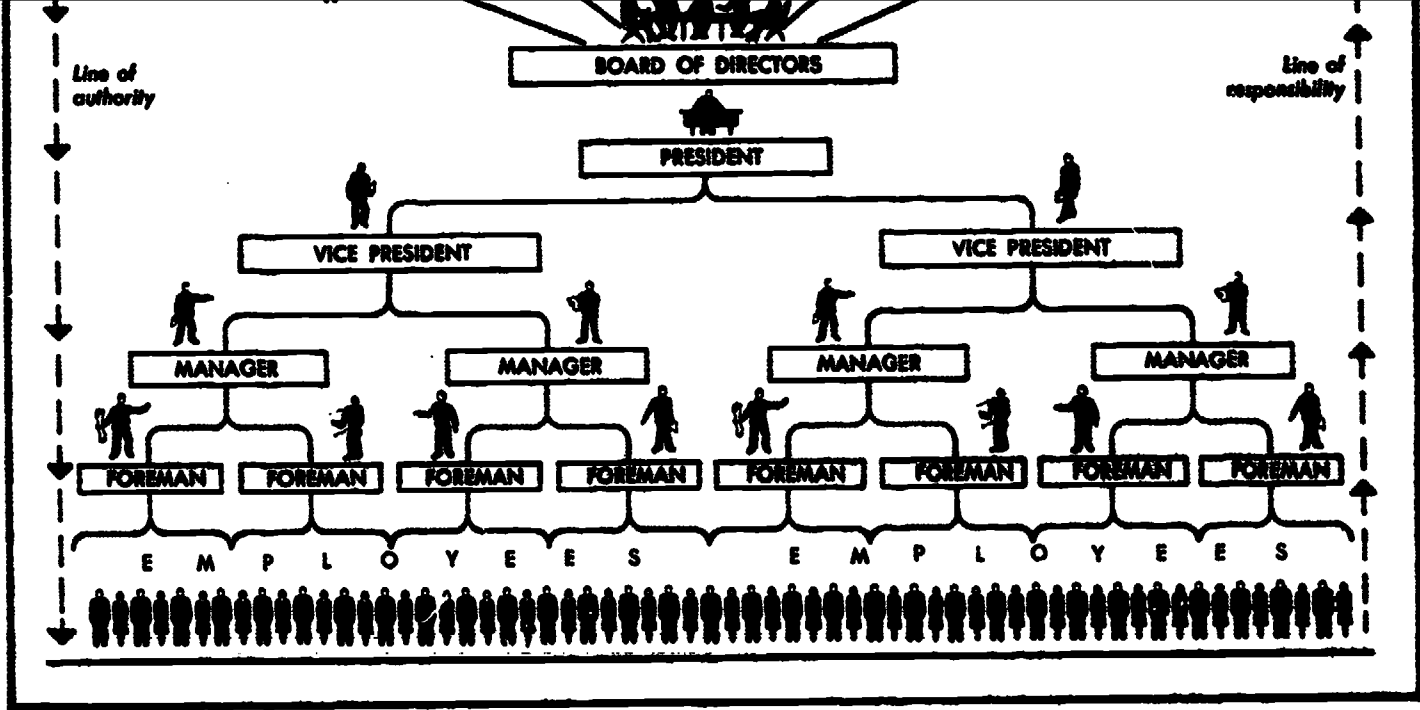 BOARD OF DIRECTORS
Line of
authority
Line of
responsibility
PRESIDENT
VICE PRESIDENT
VICE PRESIDENT
MANAGER
MANAGER
MANAGER
MANAGER
FOREMAN
FOREMAN
FOREMAN
FOREMAN
FOREMAN
FOREMAN
FOREMAN
FOREMAN
E M P L O Y E E S
E M P L O Y E E S